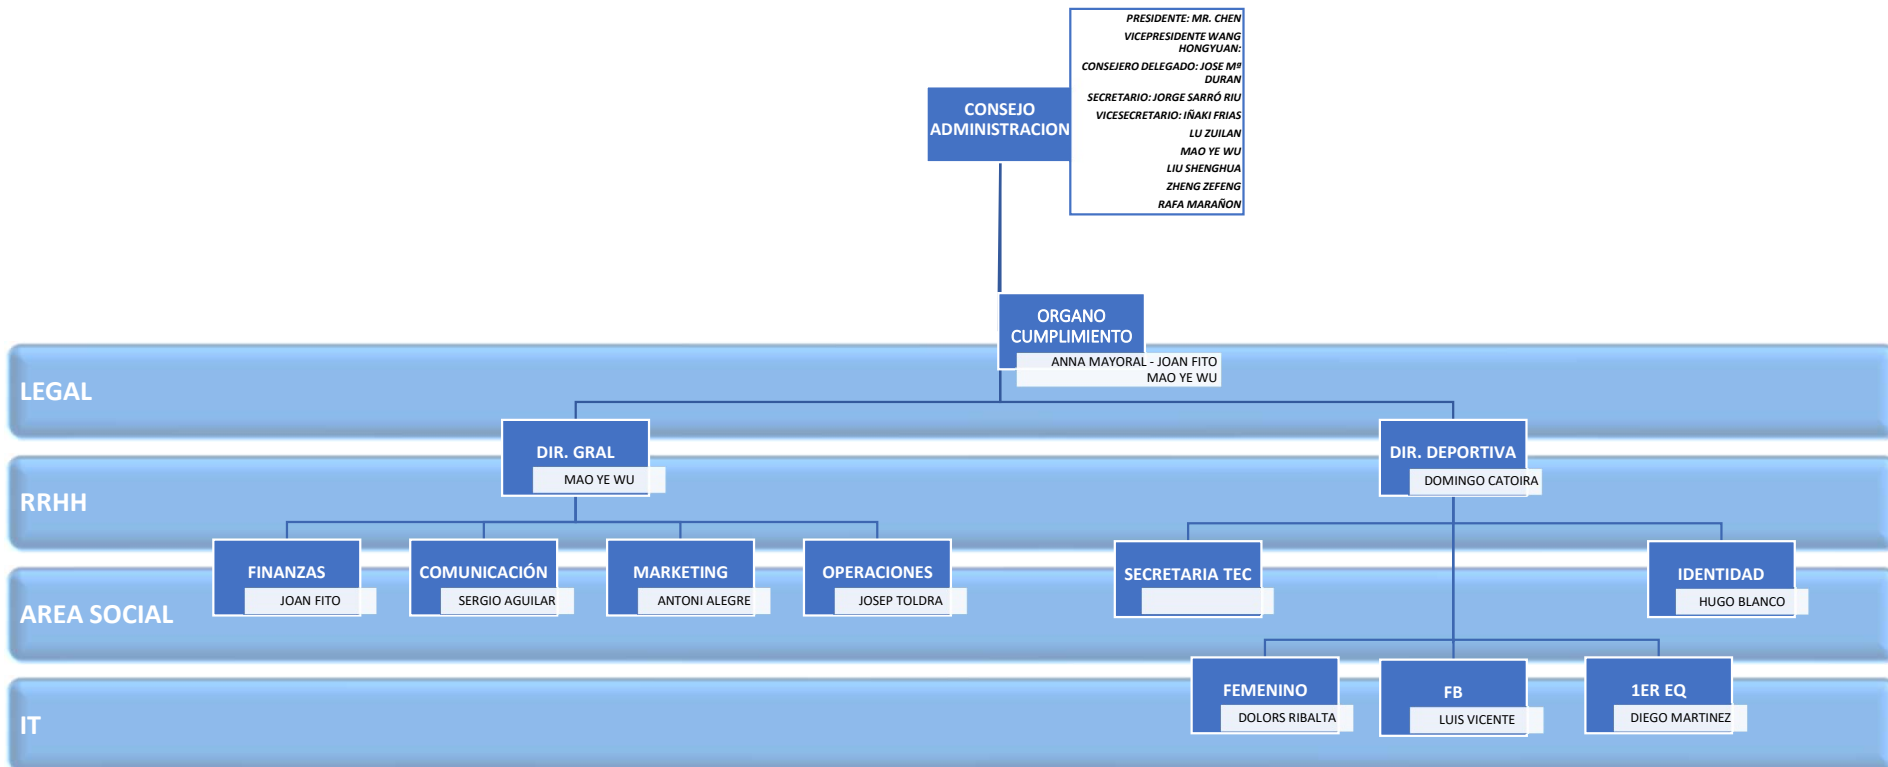 PRESIDENTE: MR. CHEN
VICEPRESIDENTE WANG
HONGYUAN:
CONSEJERO DELEGADO: JOSE Mª
DURAN
SECRETARIO: JORGE SARRÓ RIU
VICESECRETARIO: IÑAKI FRIAS
LU ZUILAN
MAO YE WU
LIU SHENGHUA
ZHENG ZEFENG
RAFA MARAÑON
CONSEJO
ADMINISTRACION
ORGANO
CUMPLIMIENTO
ANNA MAYORAL - JOAN FITO
MAO YE WU
LEGAL
DIR. GRAL
MAO YE WU
DIR. DEPORTIVA
DOMINGO CATOIRA
RRHH
FINANZAS
JOAN FITO
COMUNICACIÓN
SERGIO AGUILAR
MARKETING
ANTONI ALEGRE
OPERACIONES
JOSEP TOLDRA
SECRETARIA TEC
IDENTIDAD
HUGO BLANCO
AREA SOCIAL
FEMENINO
DOLORS RIBALTA
FB
LUIS VICENTE
1ER EQ
DIEGO MARTINEZ
IT